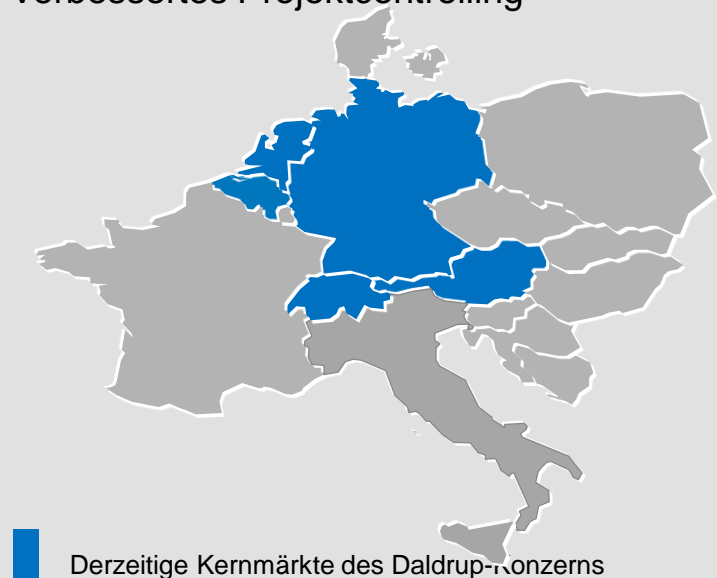 Verbessertes Projektcontrolling
Derzeitige Kernmärkte des Daldrup-Konzerns